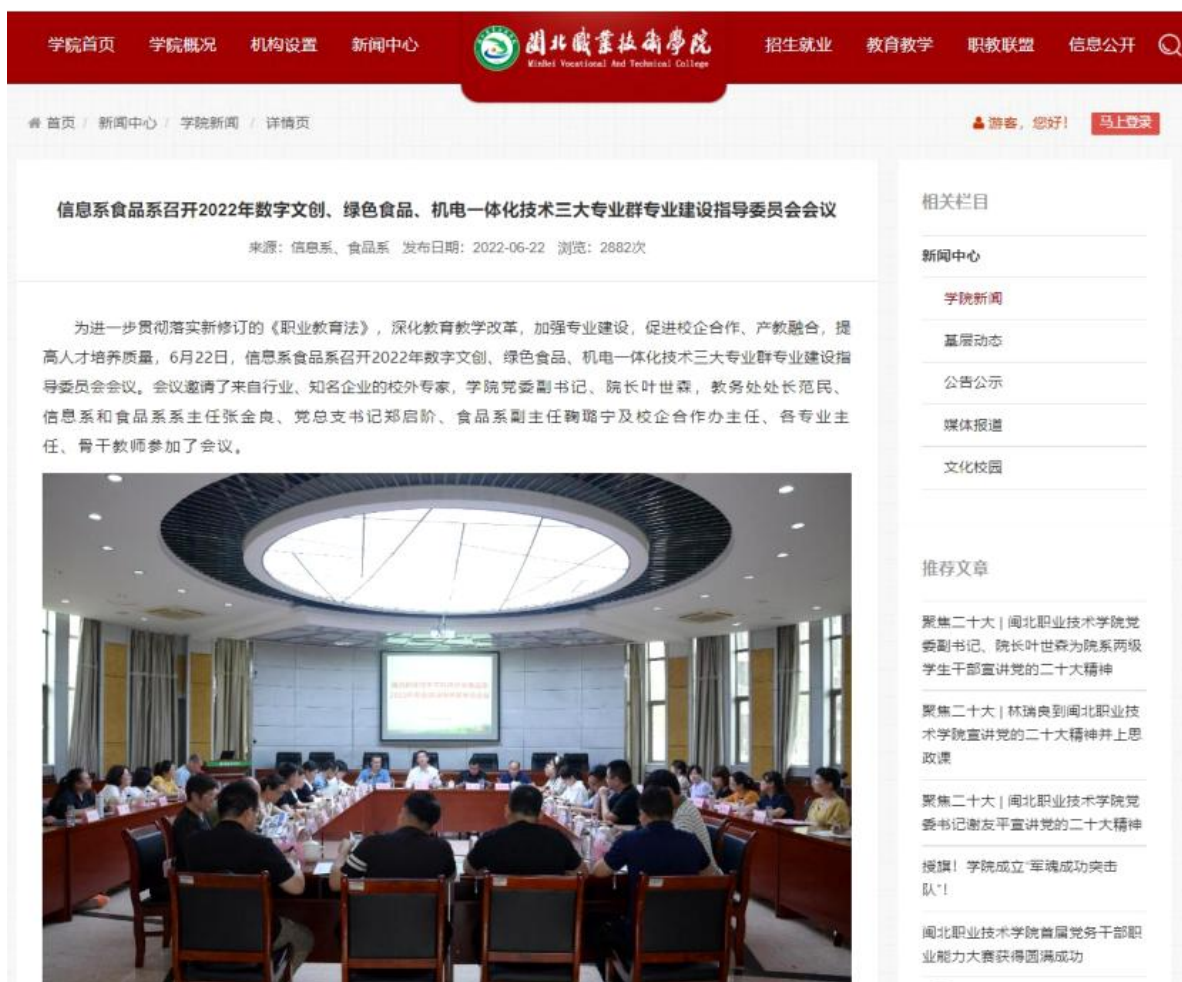 学院首页 学院概况 机构设置 新闻中心 闽北职业技术学院 招生就业 教育教学 职教联盟 信息公开
MinBei Vocational And Technical College
首页 / 新闻中心 / 学院新闻 / 详情页 游客，您好！ 马上登录
信息系食品系召开2022年数字文创、绿色食品、机电一体化技术三大专业群专业建设指导委员会会议
来源：信息系、食品系 发布日期：2022-06-22 浏览：2882次
为进一步贯彻落实新修订的《职业教育法》，深化教育教学改革，加强专业建设，促进校企合作、产教融合，提
高人才培养质量，6月22日，信息系食品系召开2022年数字文创、绿色食品、机电一体化技术三大专业群专业建设指
导委员会会议。会议邀请了来自行业、知名企业的校外专家，学院党委副书记、院长叶世森，教务处处长范民、
信息系和食品系系主任张金良、党总支书记郑启阶、食品系副主任鞠璐宁及校企合作办主任、各专业主
任、骨干教师参加了会议。
相关栏目
新闻中心
学院新闻
基层动态
公告公示
媒体报道
文化校园
推荐文章
聚焦二十大 | 闽北职业技术学院党
委副书记、院长叶世森为院系两级
学生干部宣讲党的二十大精神
聚焦二十大 | 林瑞良到闽北职业技
术学院宣讲党的二十大精神并上思
政课
聚焦二十大 | 闽北职业技术学院党
委书记谢友平宣讲党的二十大精神
授旗！学院成立“军魂成功突击
队”！
闽北职业技术学院首届党务干部职
业能力大赛获得圆满成功